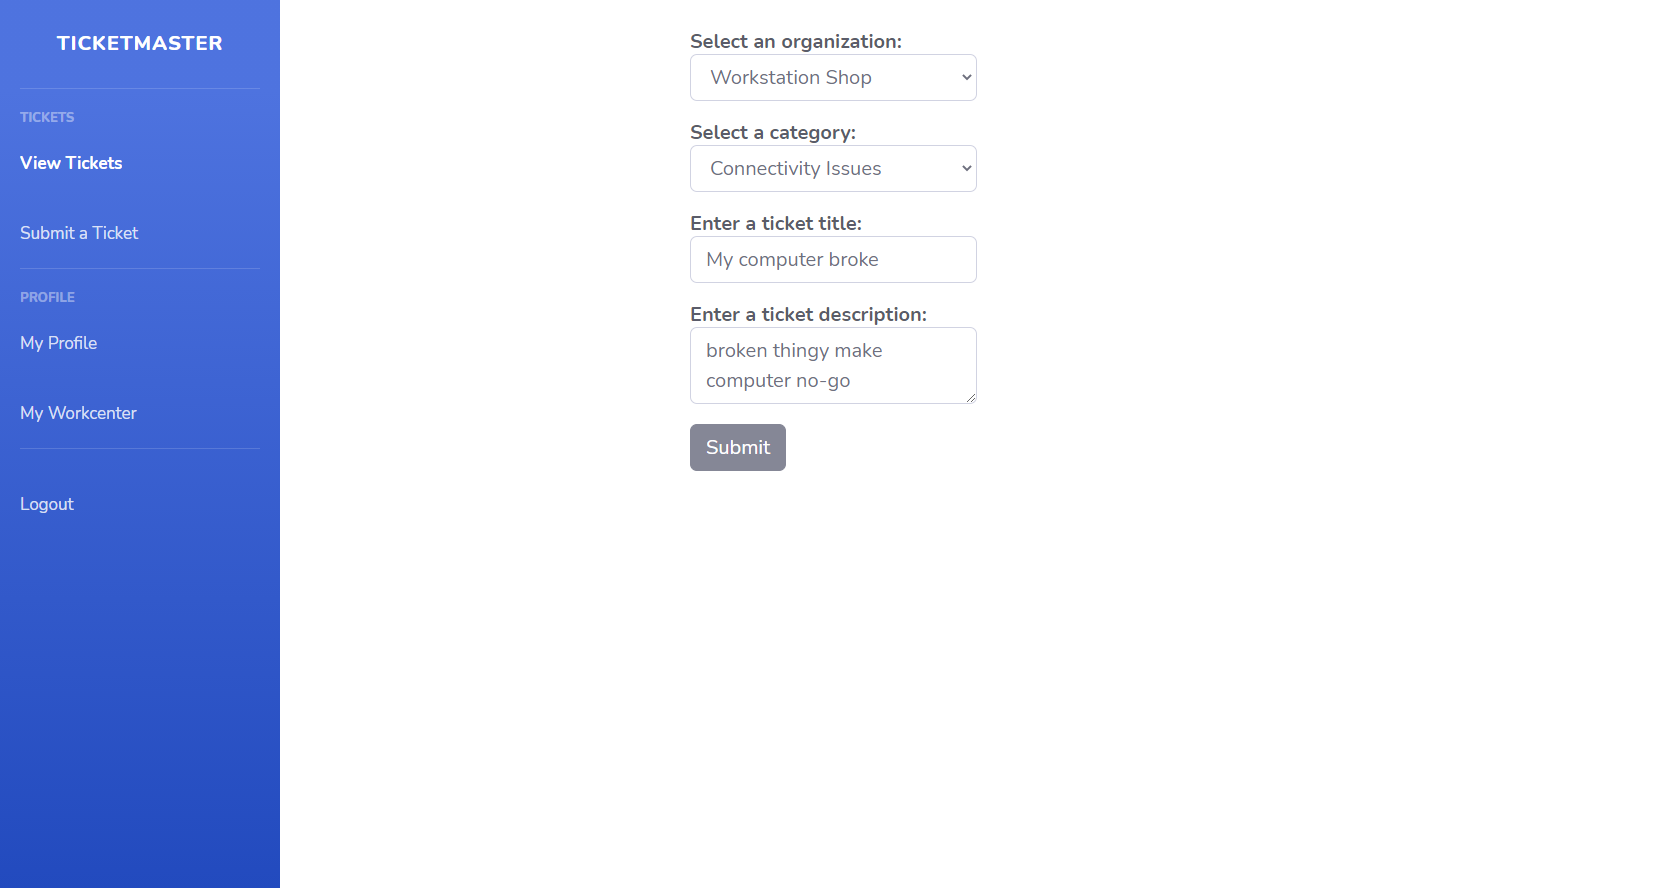 TICKETMASTER
TICKETS
View Tickets
Submit a Ticket
PROFILE
My Profile
My Workcenter
Logout
Select an organization:
Workstation Shop
Select a category:
Connectivity Issues
Enter a ticket title:
My computer broke
Enter a ticket description:
broken thingy make
computer no-go
Submit